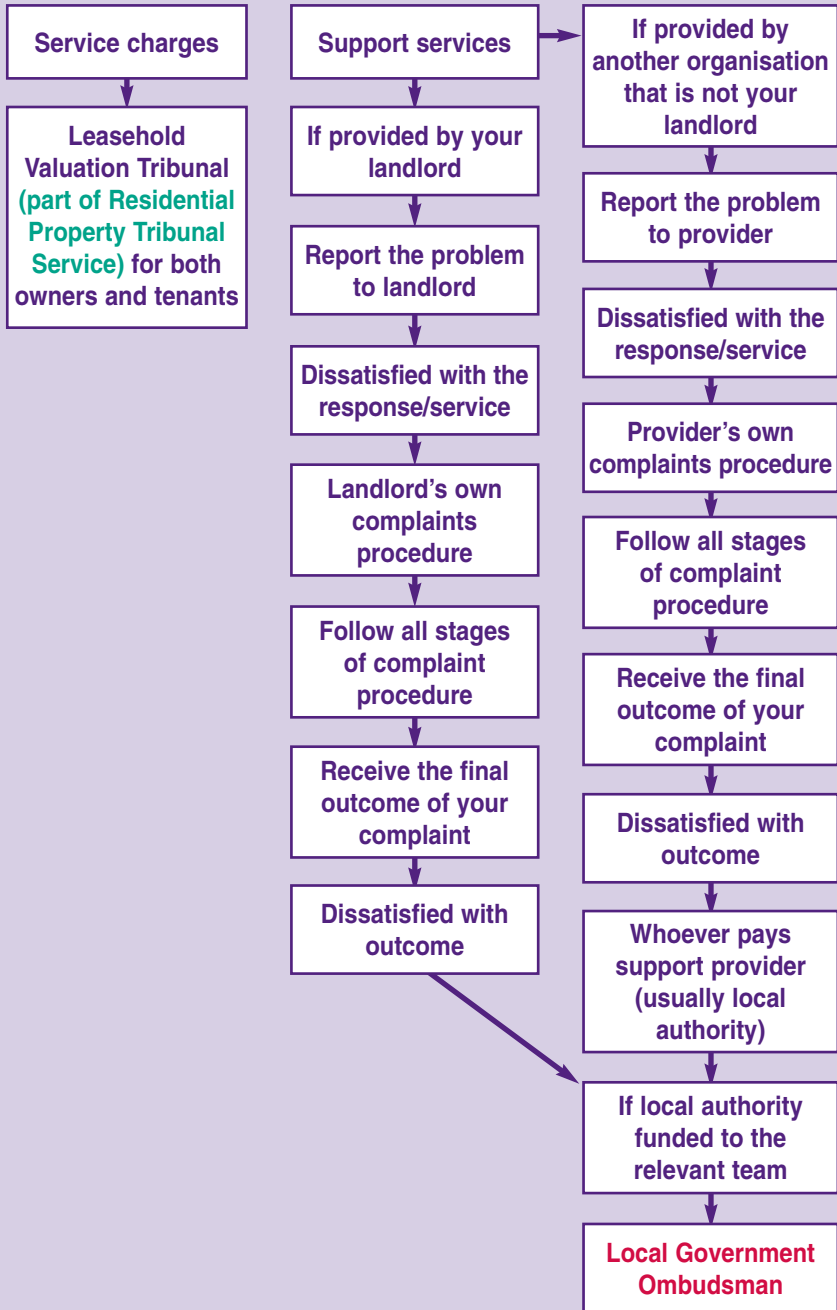 Service charges
Leasehold
Valuation Tribunal
(part of Residential
Property Tribunal
Service) for both
owners and tenants
Support services
If provided by your
landlord
Report the problem
to landlord
Dissatisfied with the
response/service
Landlord's own
complaints
procedure
Follow all stages
of complaint
procedure
Receive the final
outcome of your
complaint
Dissatisfied with
outcome
If provided by
another organisation
that is not your
landlord
Report the problem
to provider
Dissatisfied with the
response/service
Provider's own
complaints procedure
Follow all stages
of complaint
procedure
Receive the final
outcome of your
complaint
Dissatisfied with
outcome
Whoever pays
support provider
(usually local
authority)
If local authority
funded to the
relevant team
Local Government
Ombudsman